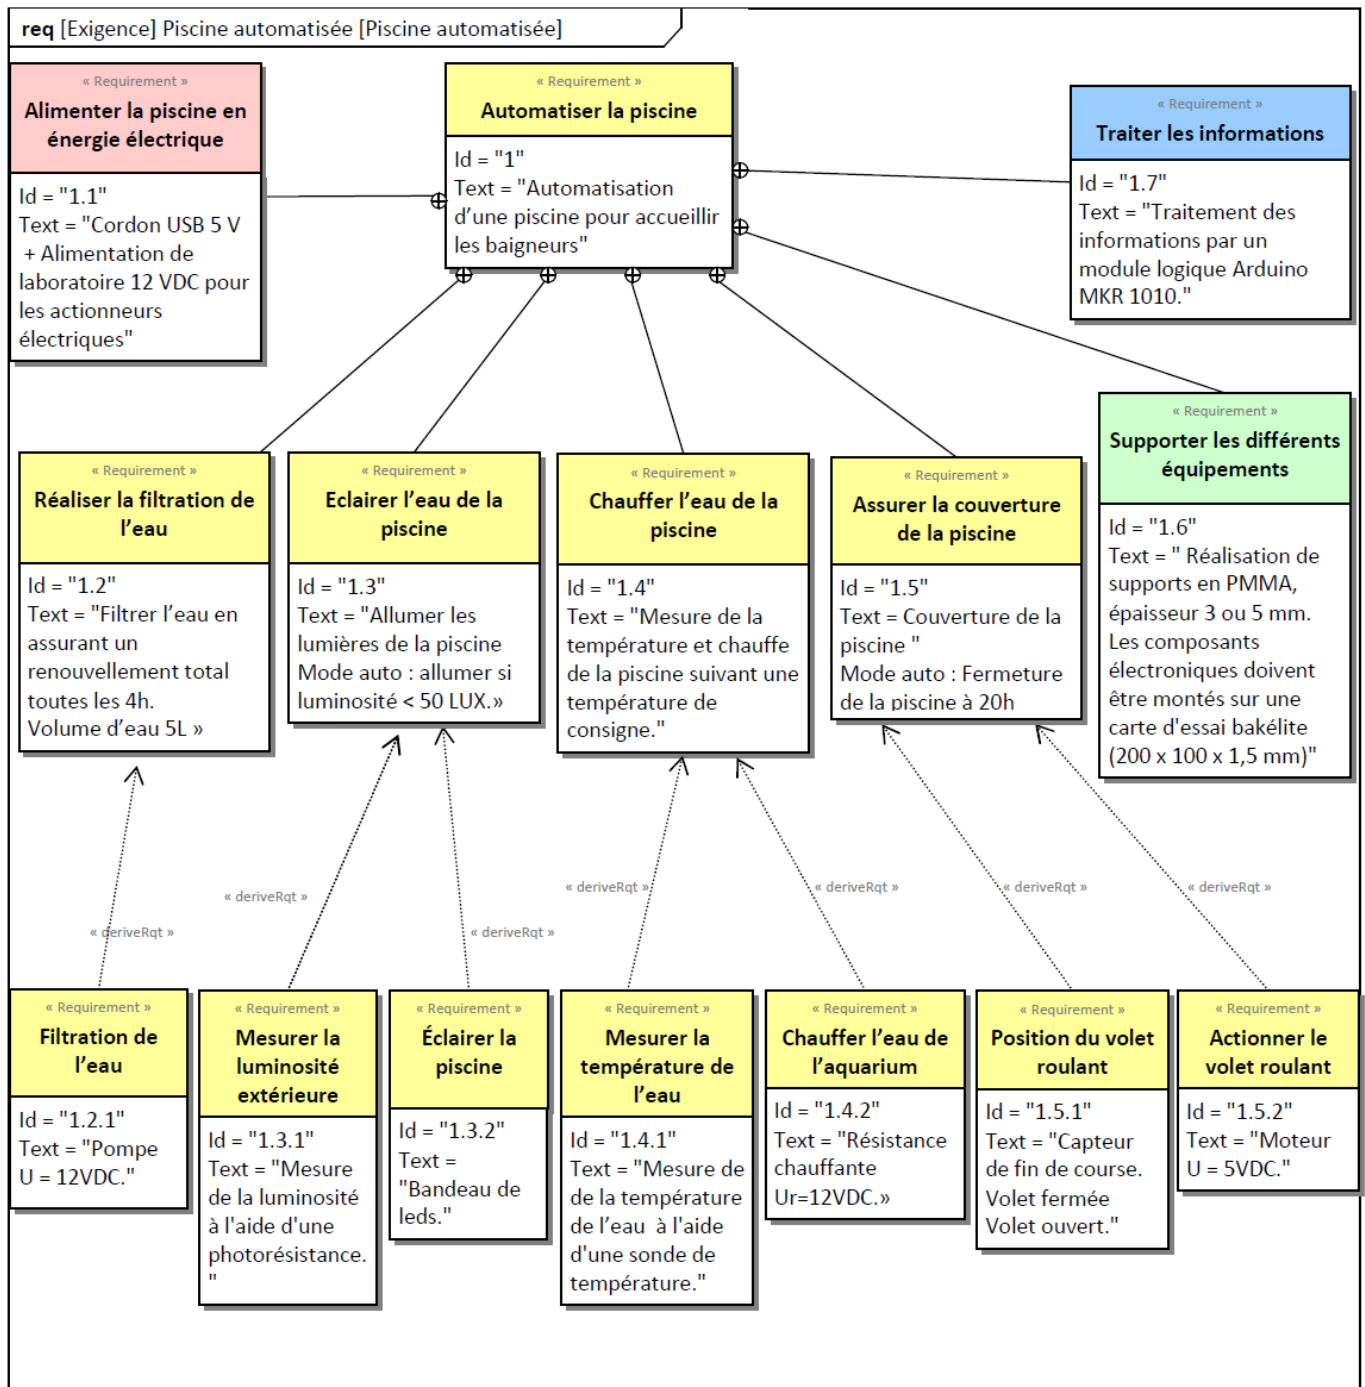 req [Exigence] Piscine automatisée [Piscine automatisée]
« Requirement »
Alimenter la piscine en
énergie électrique
Id = "1.1"
Text = "Cordon USB 5 V
+ Alimentation de
laboratoire 12 VDC pour
les actionneurs
électriques"
« Requirement »
Automatiser la piscine
Id = "1"
Text = "Automatisation
d’une piscine pour accueillir
les baigneurs"
« Requirement »
Traiter les informations
Id = "1.7"
Text = "Traitement des
informations par un
module logique Arduino
MKR 1010."
« Requirement »
Réaliser la filtration de
l’eau
Id = "1.2"
Text = "Filtrer l’eau en
assurant un
renouvellement total
toutes les 4h.
Volume d’eau 5L »
« Requirement »
Eclairer l’eau de la
piscine
Id = "1.3"
Text = "Allumer les
lumières de la piscine
Mode auto : allumer si
luminosité < 50 LUX.»
« Requirement »
Chauffer l’eau de la
piscine
Id = "1.4"
Text = "Mesure de la
température et chauffe
de la piscine suivant une
température de
consigne."
« Requirement »
Assurer la couverture
de la piscine
Id = "1.5"
Text = Couverture de la
piscine "
Mode auto : Fermeture
de la piscine à 20h
« Requirement »
Supporter les différents
équipements
Id = "1.6"
Text = " Réalisation de
supports en PMMA,
épaisseur 3 ou 5 mm.
Les composants
électroniques doivent
être montés sur une
carte d'essai bakélite
(200 x 100 x 1,5 mm)"
« deriveRqt »
« deriveRqt »
« deriveRqt »
« deriveRqt »
« deriveRqt »
« deriveRqt »
« deriveRqt »
« Requirement »
Filtration de
l’eau
Id = "1.2.1"
Text = "Pompe
U = 12VDC."
« Requirement »
Mesurer la
luminosité
extérieure
Id = "1.3.1"
Text = "Mesure
de la luminosité
à l'aide d'une
photorésistance.
"
« Requirement »
Éclairer la
piscine
Id = "1.3.2"
Text =
"Bandeau de
leds."
« Requirement »
Mesurer la
température de
l’eau
Id = "1.4.1"
Text = "Mesure de
de la température
de l’eau à l'aide
d'une sonde de
température."
« Requirement »
Chauffer l’eau de
l’aquarium
Id = "1.4.2"
Text = "Résistance
chauffante
Ur=12VDC.»
« Requirement »
Position du volet
roulant
Id = "1.5.1"
Text = "Capteur
de fin de course.
Volet fermée
Volet ouvert."
« Requirement »
Actionner le
volet roulant
Id = "1.5.2"
Text = "Moteur
U = 5VDC."